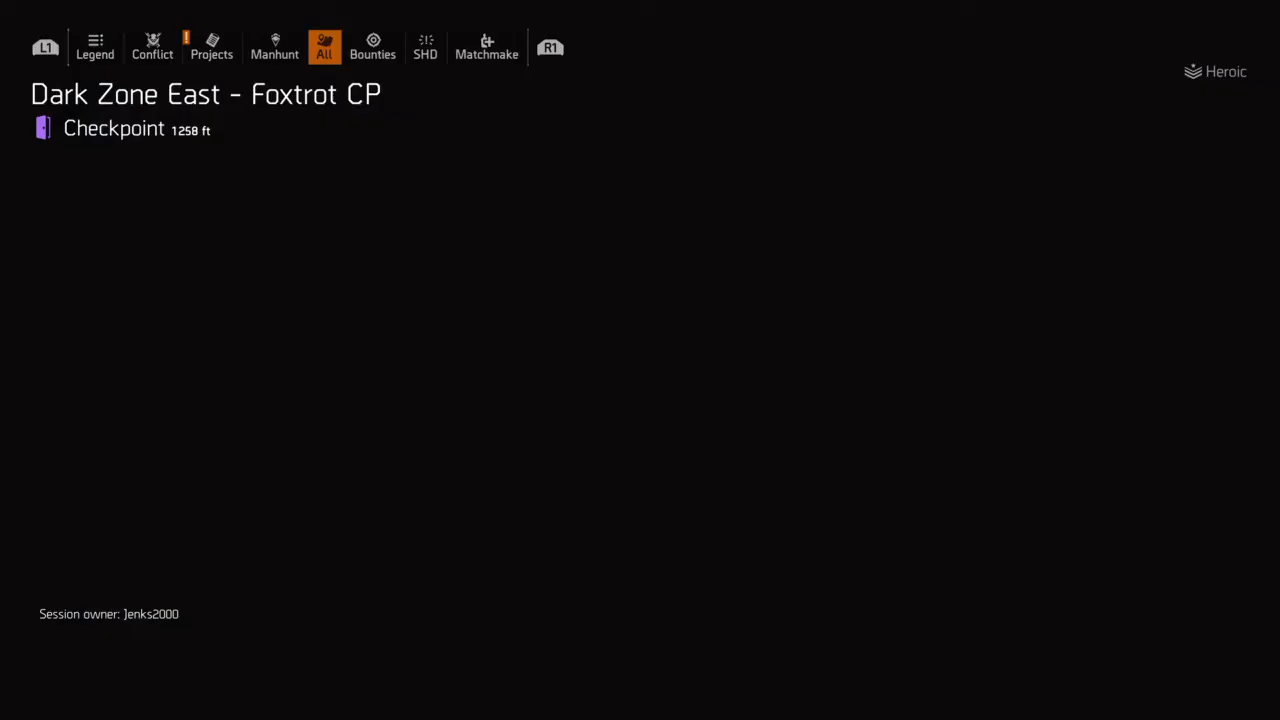 L1 Legend Conflict ! Projects Manhunt All Bounties SHD Matchmake R1
Heroic
Dark Zone East - Foxtrot CP
Checkpoint 1258 ft
Session owner: Jenks2000